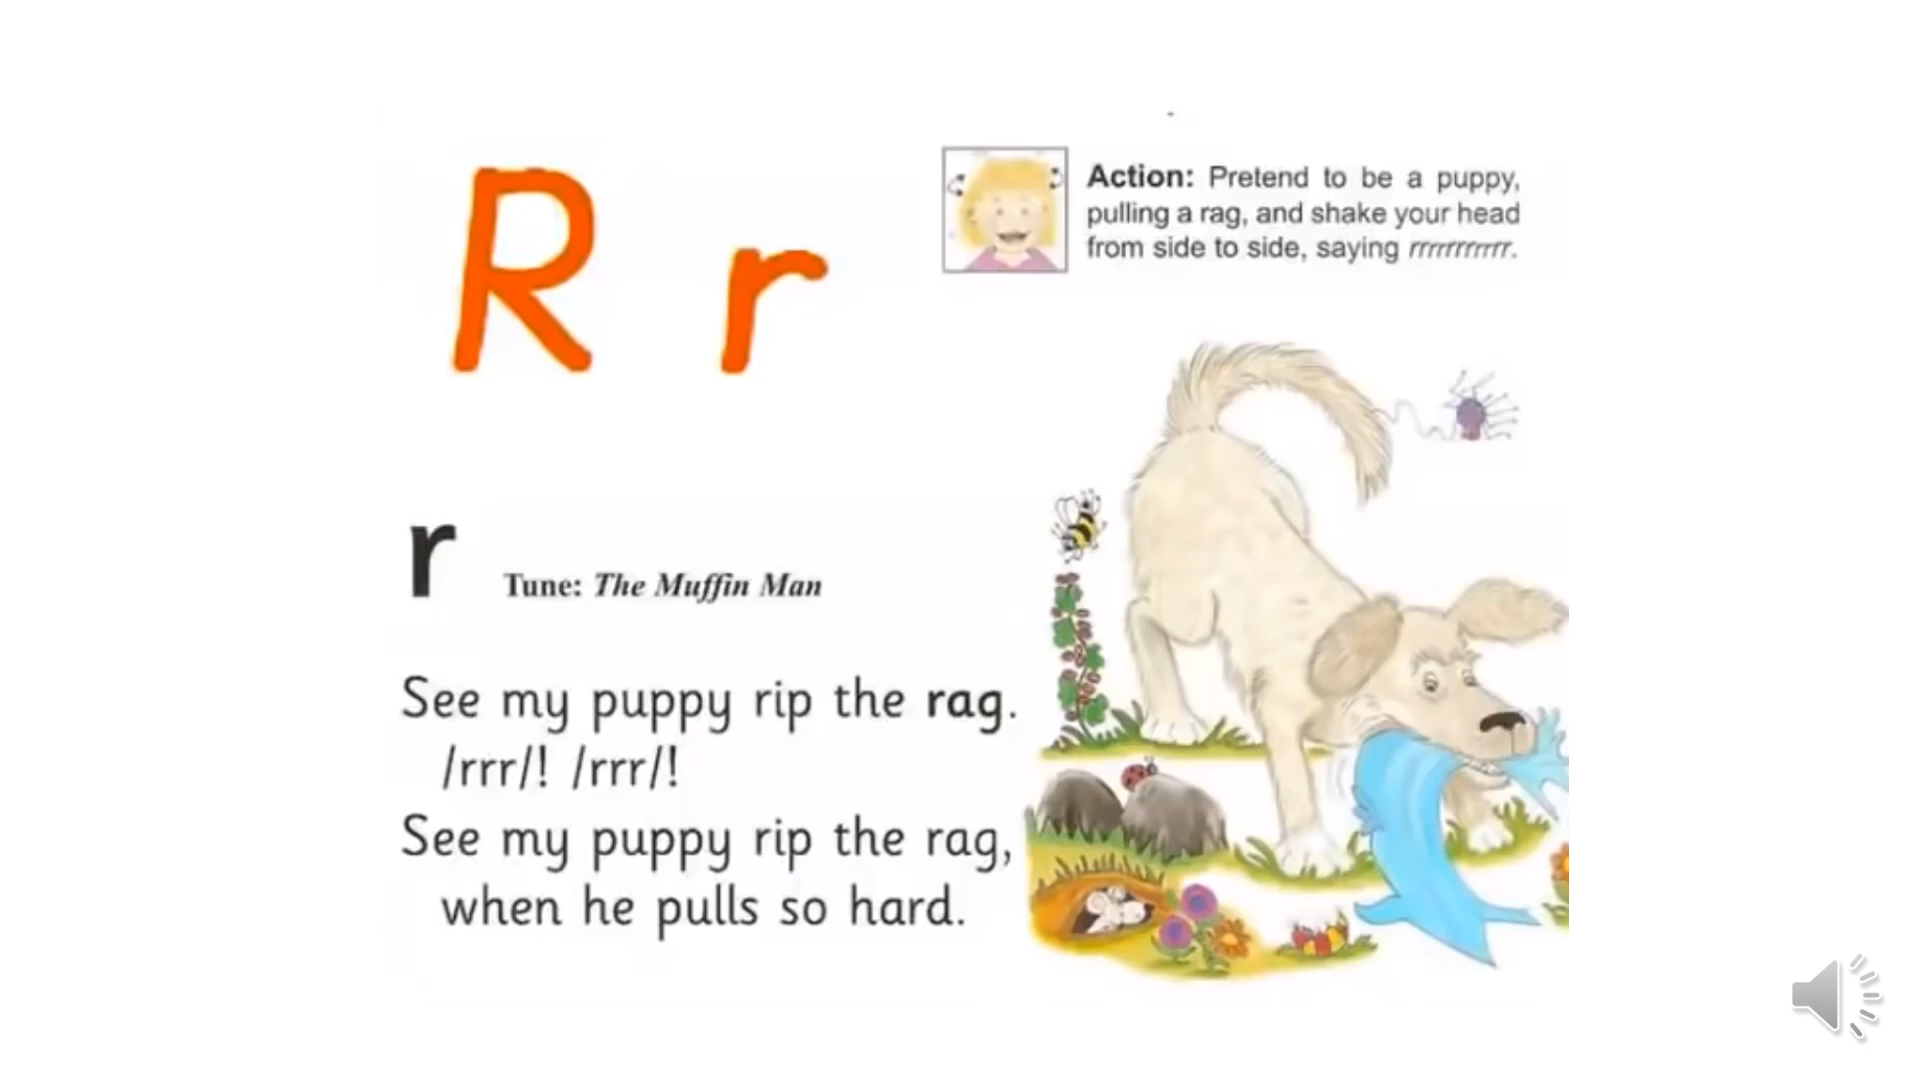 R r
Action: Pretend to be a puppy,
pulling a rag, and shake your head
from side to side, saying rrrrrrrrrrr.
r Tune: The Muffin Man
See my puppy rip the rag.
/rrr/! /rrr/!
See my puppy rip the rag,
when he pulls so hard.